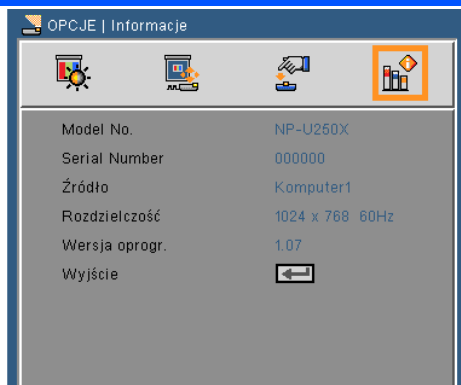 OPCJE | Informacje
Model No. NP-U250X
Serial Number 000000
Źródło Komputer1
Rozdzielczość 1024 x 768 60Hz
Wersja oprogr. 1.07
Wyjście